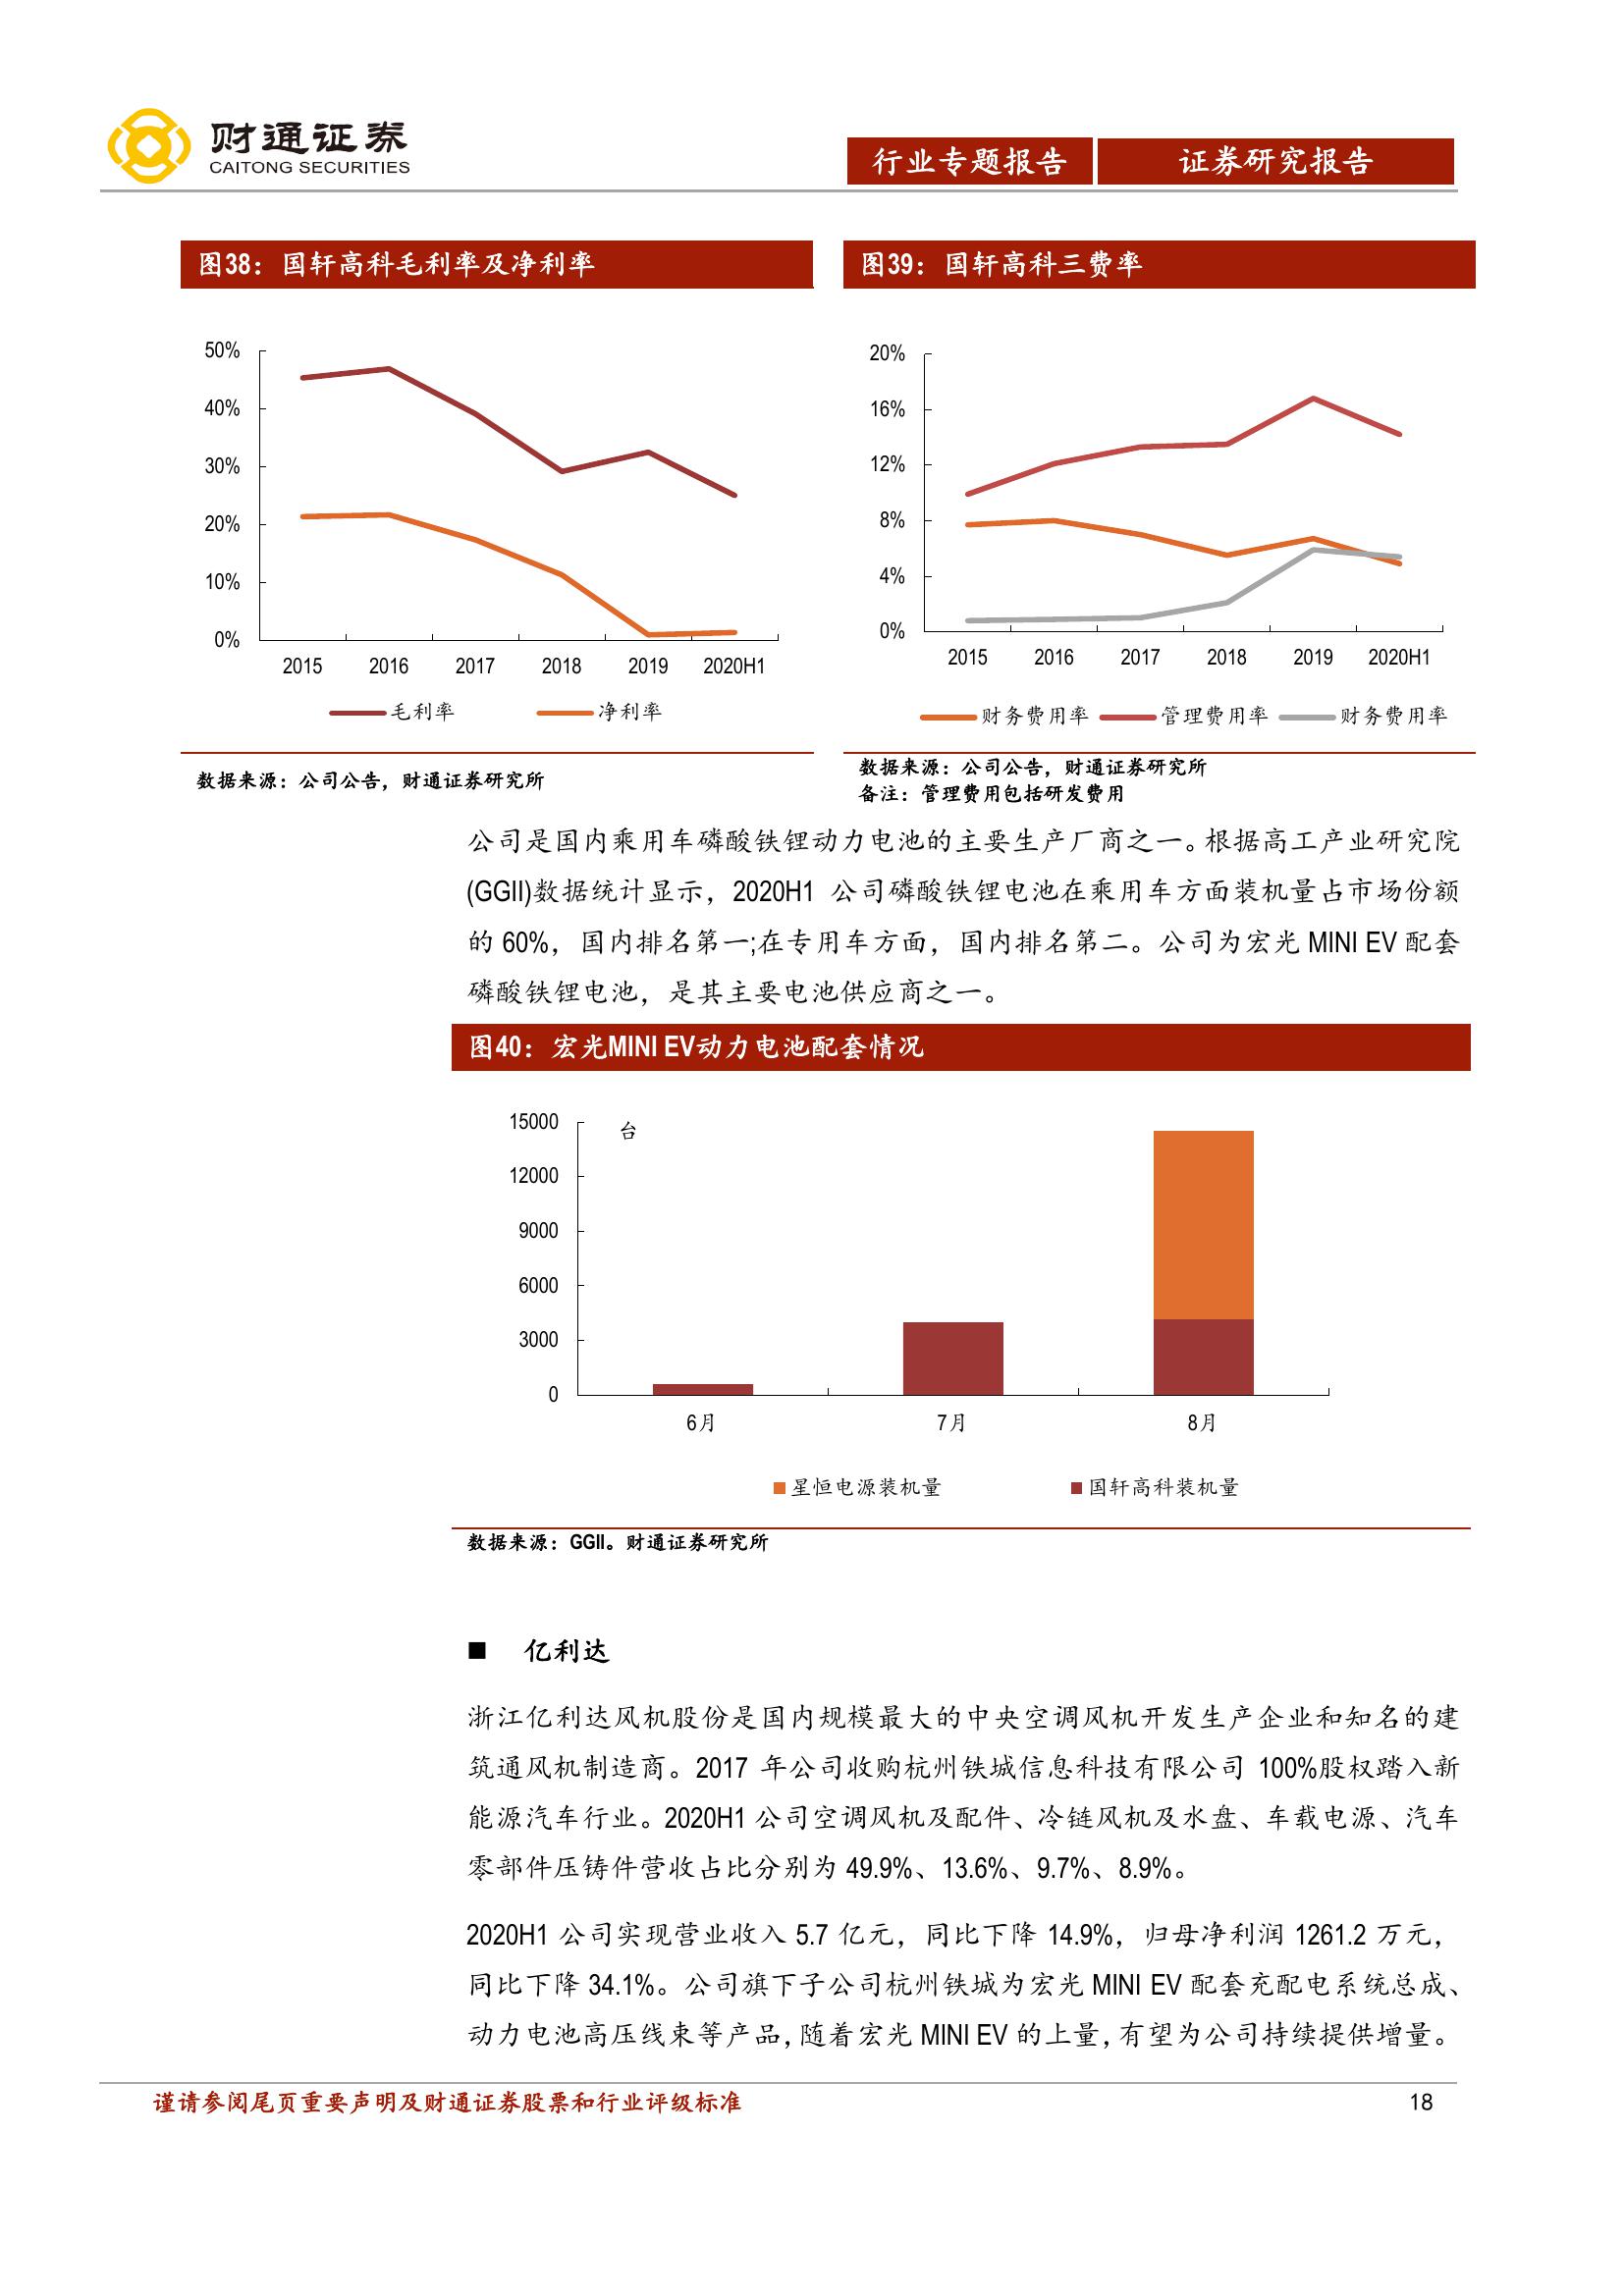 财通证券
CAITONG SECURITIES
行业专题报告 证券研究报告
图38：国轩高科毛利率及净利率
50%
40%
30%
20%
10%
0%
2015 2016 2017 2018 2019 2020H1
毛利率 净利率
数据来源：公司公告，财通证券研究所
图39：国轩高科三费率
20%
16%
12%
8%
4%
0%
2015 2016 2017 2018 2019 2020H1
财务费用率 管理费用率 财务费用率
数据来源：公司公告，财通证券研究所
备注：管理费用包括研发费用
公司是国内乘用车磷酸铁锂动力电池的主要生产厂商之一。根据高工产业研究院
(GGII)数据统计显示，2020H1 公司磷酸铁锂电池在乘用车方面装机量占市场份额
的 60%，国内排名第一;在专用车方面，国内排名第二。公司为宏光 MINI EV 配套
磷酸铁锂电池，是其主要电池供应商之一。
图40：宏光MINI EV动力电池配套情况
台
15000
12000
9000
6000
3000
0
6月 7月 8月
星恒电源装机量 国轩高科装机量
数据来源：GGII。财通证券研究所
■ 亿利达
浙江亿利达风机股份是国内规模最大的中央空调风机开发生产企业和知名的建
筑通风机制造商。2017 年公司收购杭州铁城信息科技有限公司 100%股权踏入新
能源汽车行业。2020H1 公司空调风机及配件、冷链风机及水盘、车载电源、汽车
零部件压铸件营收占比分别为 49.9%、13.6%、9.7%、8.9%。
2020H1 公司实现营业收入 5.7 亿元，同比下降 14.9%，归母净利润 1261.2 万元，
同比下降 34.1%。公司旗下子公司杭州铁城为宏光 MINI EV 配套充配电系统总成、
动力电池高压线束等产品，随着宏光 MINI EV 的上量，有望为公司持续提供增量。
谨请参阅尾页重要声明及财通证券股票和行业评级标准 18